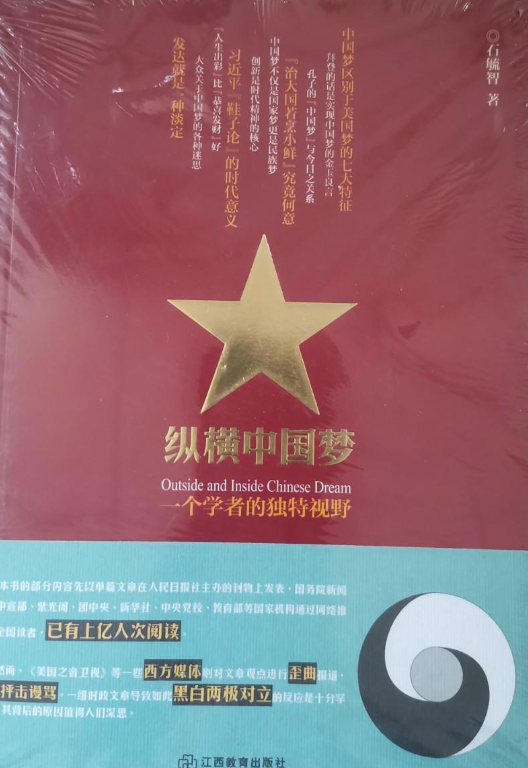 石毓智 著
中国梦区别于美国梦的七大特征
拜登的话是实现中国梦的金玉良言
孔子的『中国梦』与今日之关系
『治大国若烹小鲜』究竟何意
中国梦不仅是国家梦更是民族梦
创新是时代精神的核心
习近平『鞋子论』的时代意义
『人生出彩』比『恭喜发财』好
大众关于中国梦的各种迷思
发达就是一种淡定
纵横中国梦
Outside and Inside Chinese Dream
一个学者的独特视野
本书的部分内容先以单篇文章在人民日报社主办的刊物上发表，国务院新闻
中宣部、紫光阁、团中央、新华社、中央党校、教育部等国家机构通过网络推
全国读者，已有上亿人次阅读。
然而，《美国之音卫视》等一些西方媒体则对文章观点进行歪曲报道，
抨击谩骂，一组时政文章导致如此黑白两极对立的反应是十分罕
其背后的原因值得人们深思。
江西教育出版社